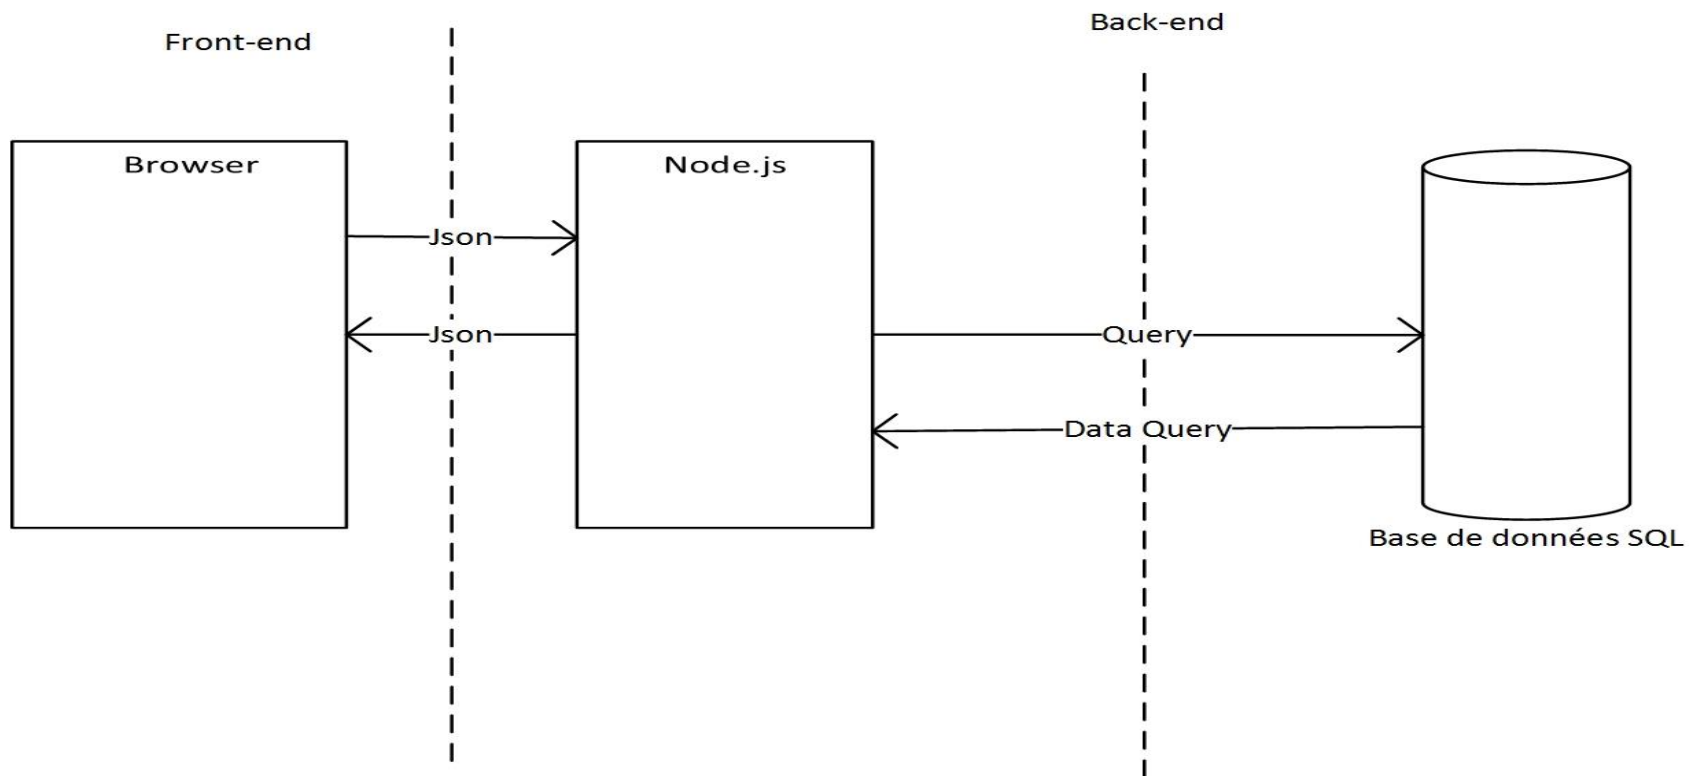 Front-end
Back-end
Browser
Node.js
Json
Json
Query
Data Query
Base de données SQL